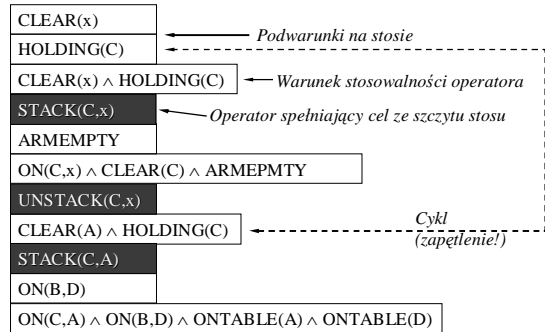 CLEAR(x)
HOLDING(C)
Podwarunki na stosie
CLEAR(x) ∧ HOLDING(C)
Warunek stosowalności operatora
STACK(C,x)
Operator spełniający cel ze szczytu stosu
ARMEMPTY
ON(C,x) ∧ CLEAR(C) ∧ ARMEPMTY
UNSTACK(C,x)
CLEAR(A) ∧ HOLDING(C)
Cykl
(zapętlenie!)
STACK(C,A)
ON(B,D)
ON(C,A) ∧ ON(B,D) ∧ ONTABLE(A) ∧ ONTABLE(D)